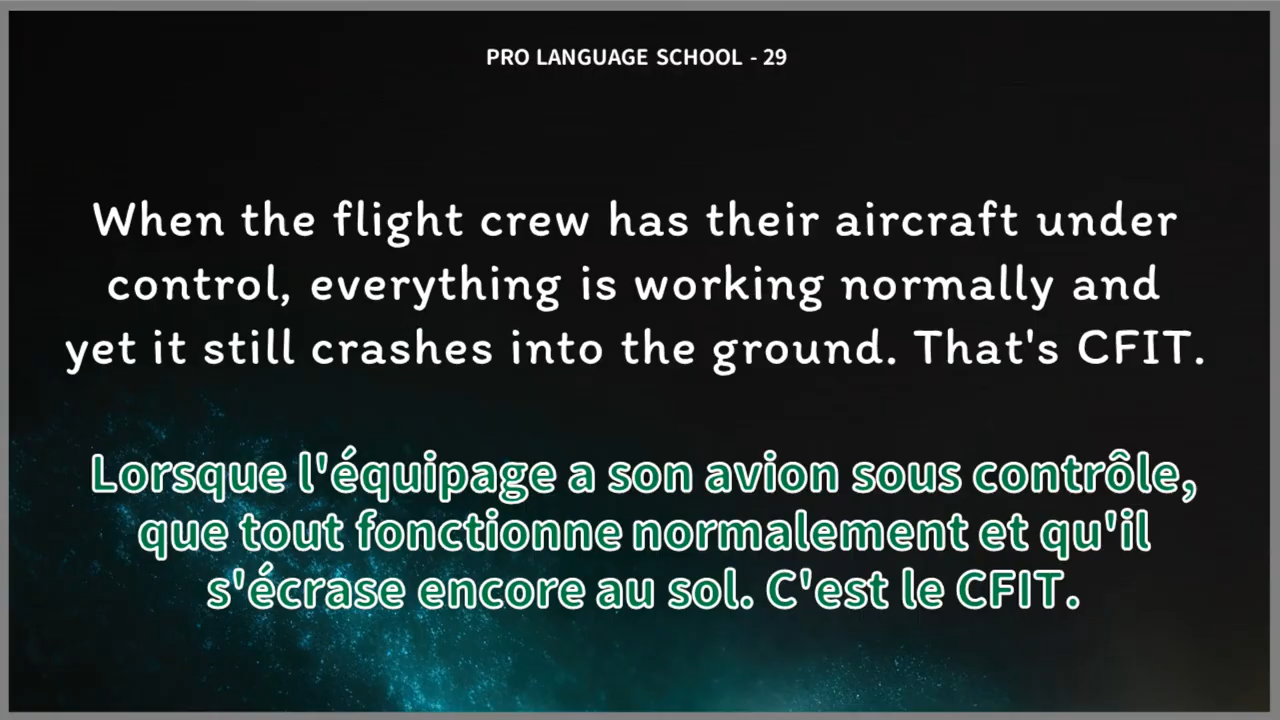 PRO LANGUAGE SCHOOL - 29
When the flight crew has their aircraft under
control, everything is working normally and
yet it still crashes into the ground. That's CFIT.
Lorsque l'équipage a son avion sous contrôle,
que tout fonctionne normalement et qu'il
s'écrase encore au sol. C'est le CFIT.